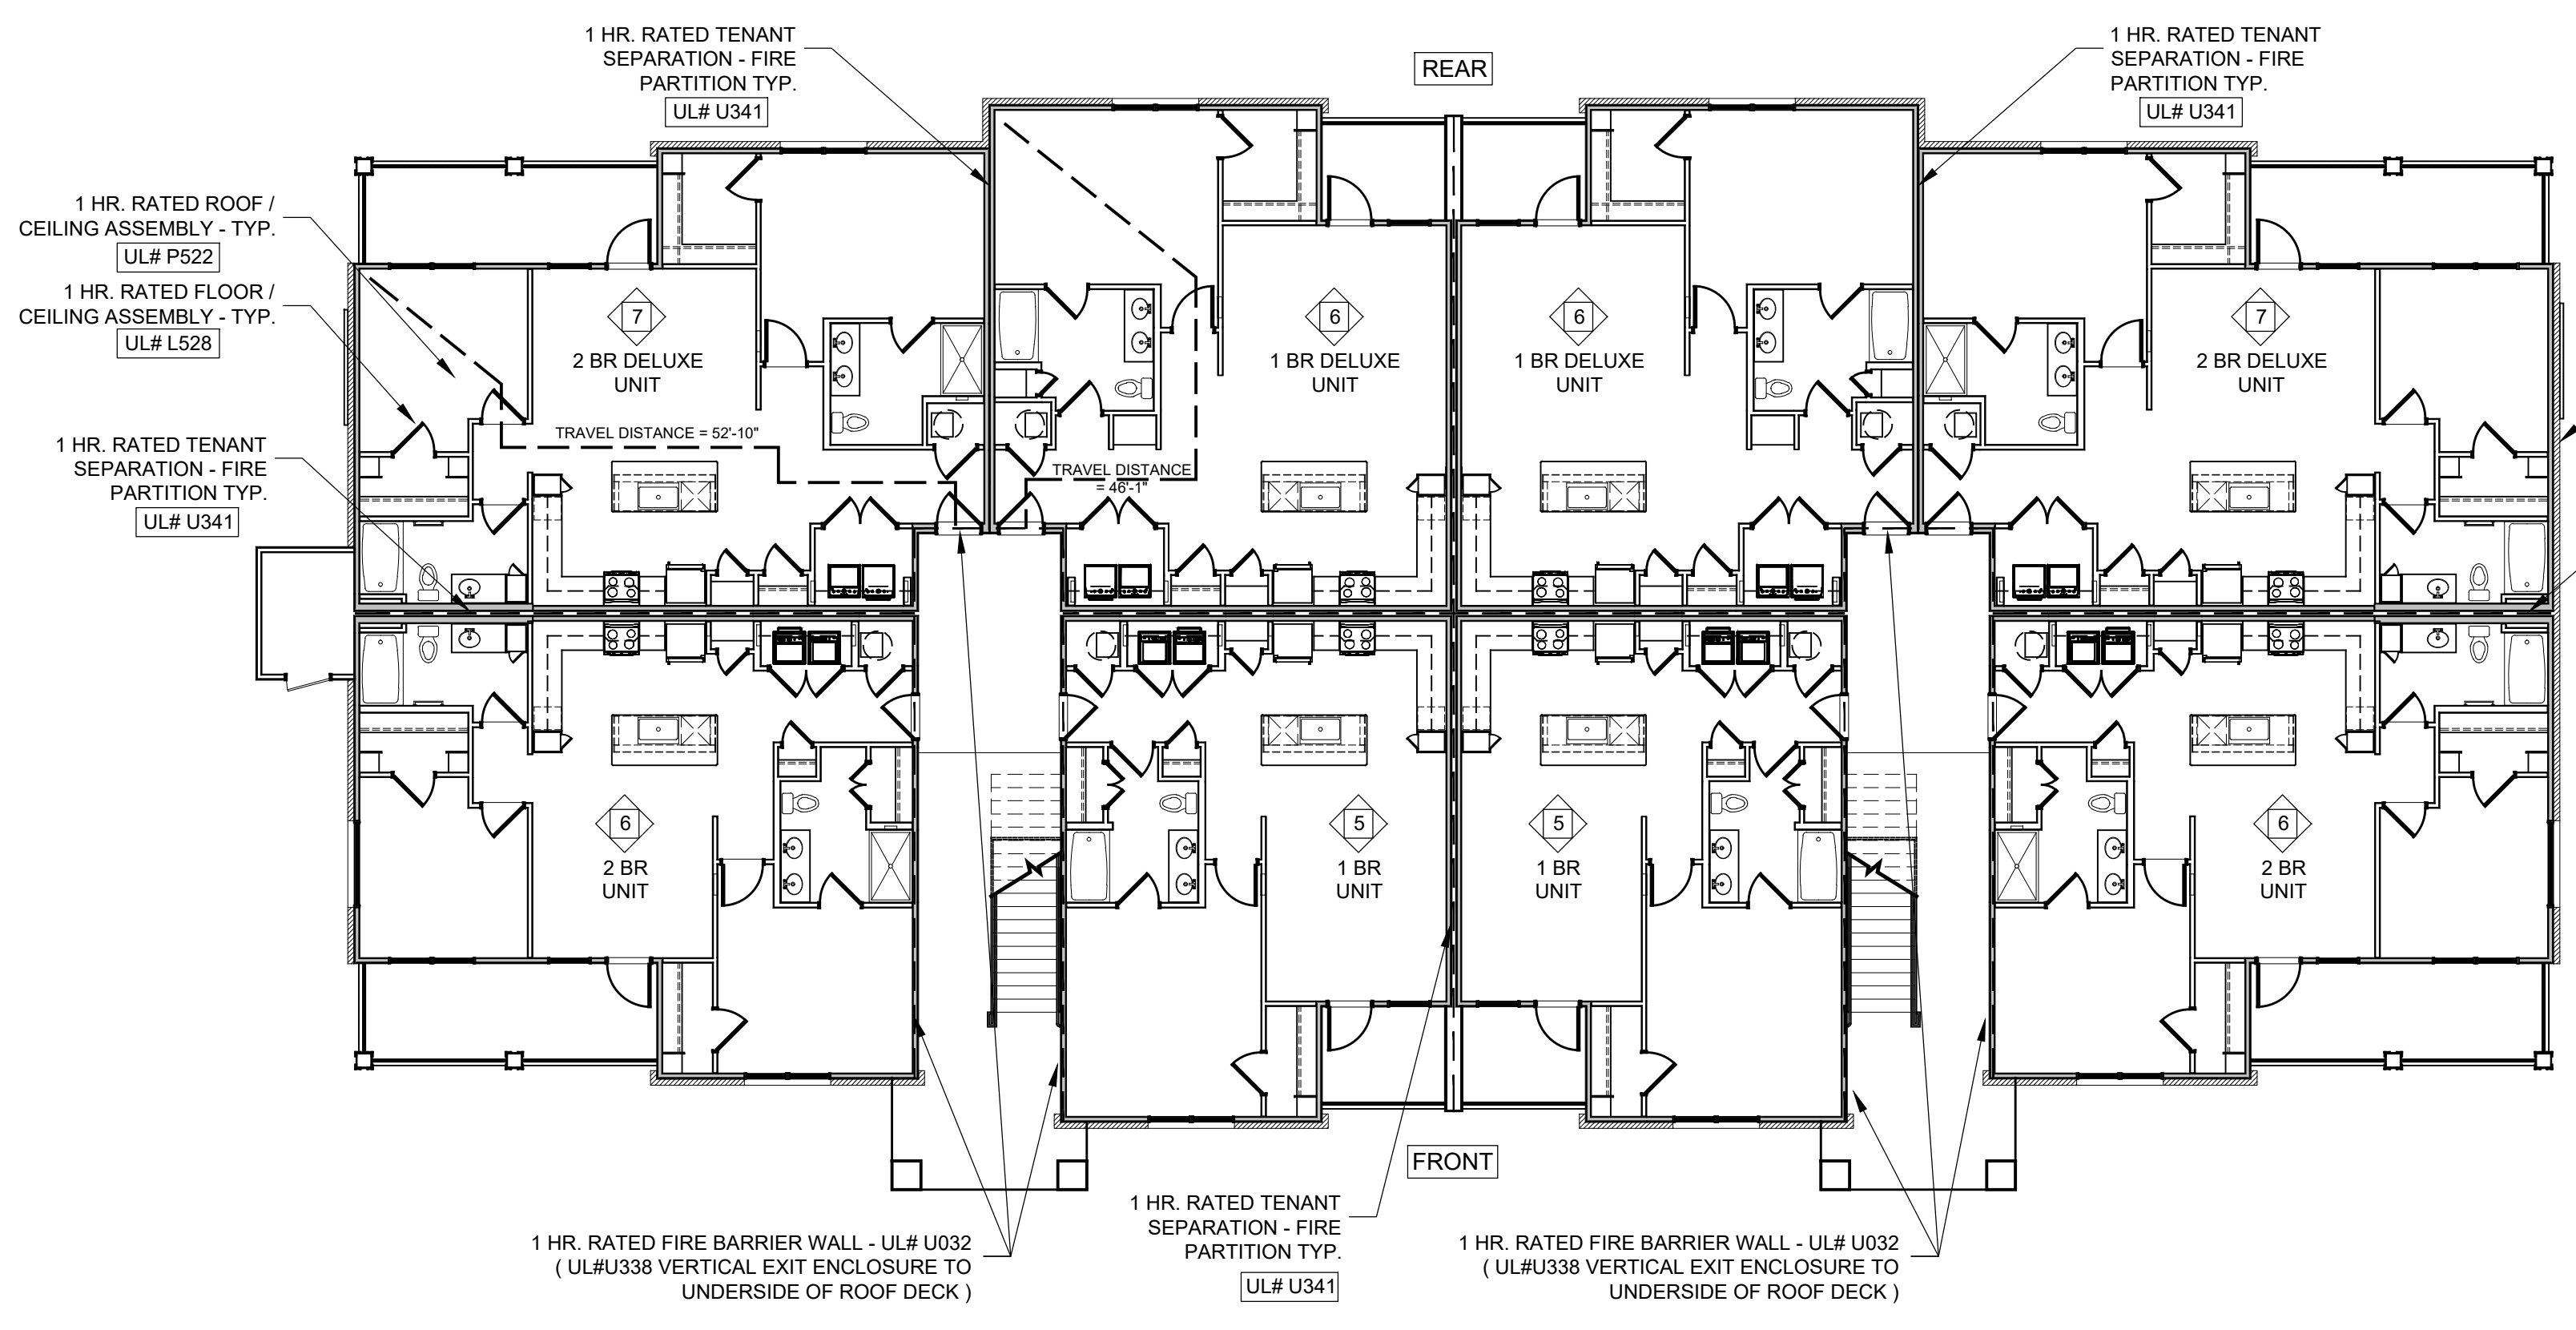 1 HR. RATED TENANT
SEPARATION - FIRE
PARTITION TYP.
UL# U341
REAR
1 HR. RATED TENANT
SEPARATION - FIRE
PARTITION TYP.
UL# U341
1 HR. RATED ROOF /
CEILING ASSEMBLY - TYP.
UL# P522
1 HR. RATED FLOOR /
CEILING ASSEMBLY - TYP.
UL# L528
1 HR. RATED TENANT
SEPARATION - FIRE
PARTITION TYP.
UL# U341
7
2 BR DELUXE
UNIT
6
1 BR DELUXE
UNIT
6
1 BR DELUXE
UNIT
7
2 BR DELUXE
UNIT
TRAVEL DISTANCE = 52'-10"
TRAVEL DISTANCE
= 46'-1"
6
2 BR
UNIT
5
1 BR
UNIT
5
1 BR
UNIT
6
2 BR
UNIT
FRONT
1 HR. RATED FIRE BARRIER WALL - UL# U032
( UL#U338 VERTICAL EXIT ENCLOSURE TO
UNDERSIDE OF ROOF DECK )
1 HR. RATED TENANT
SEPARATION - FIRE
PARTITION TYP.
UL# U341
1 HR. RATED FIRE BARRIER WALL - UL# U032
( UL#U338 VERTICAL EXIT ENCLOSURE TO
UNDERSIDE OF ROOF DECK )